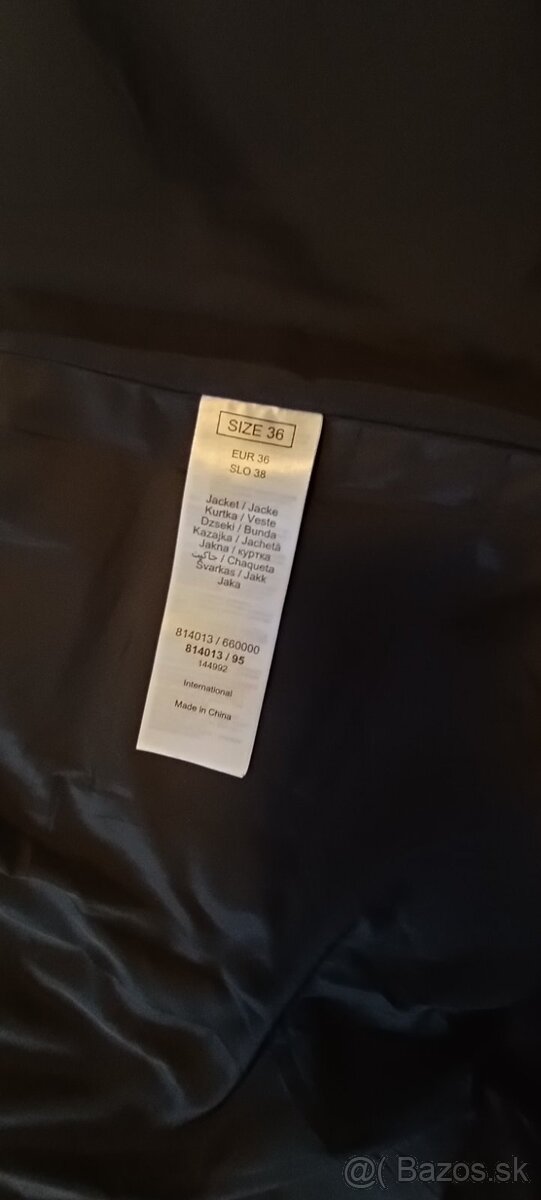 SIZE 36
EUR 36
SLO 38
Jacket / Jacke
Kurtka / Veste
Dzseki / Bunda
Kazajka / Jachetă
Jakna / куртка
جاكيت / Chaqueta
Švarkas / Jakk
Jaka
814013 / 660000
814013 / 95
144992
International
Made in China
@( Bazos.sk